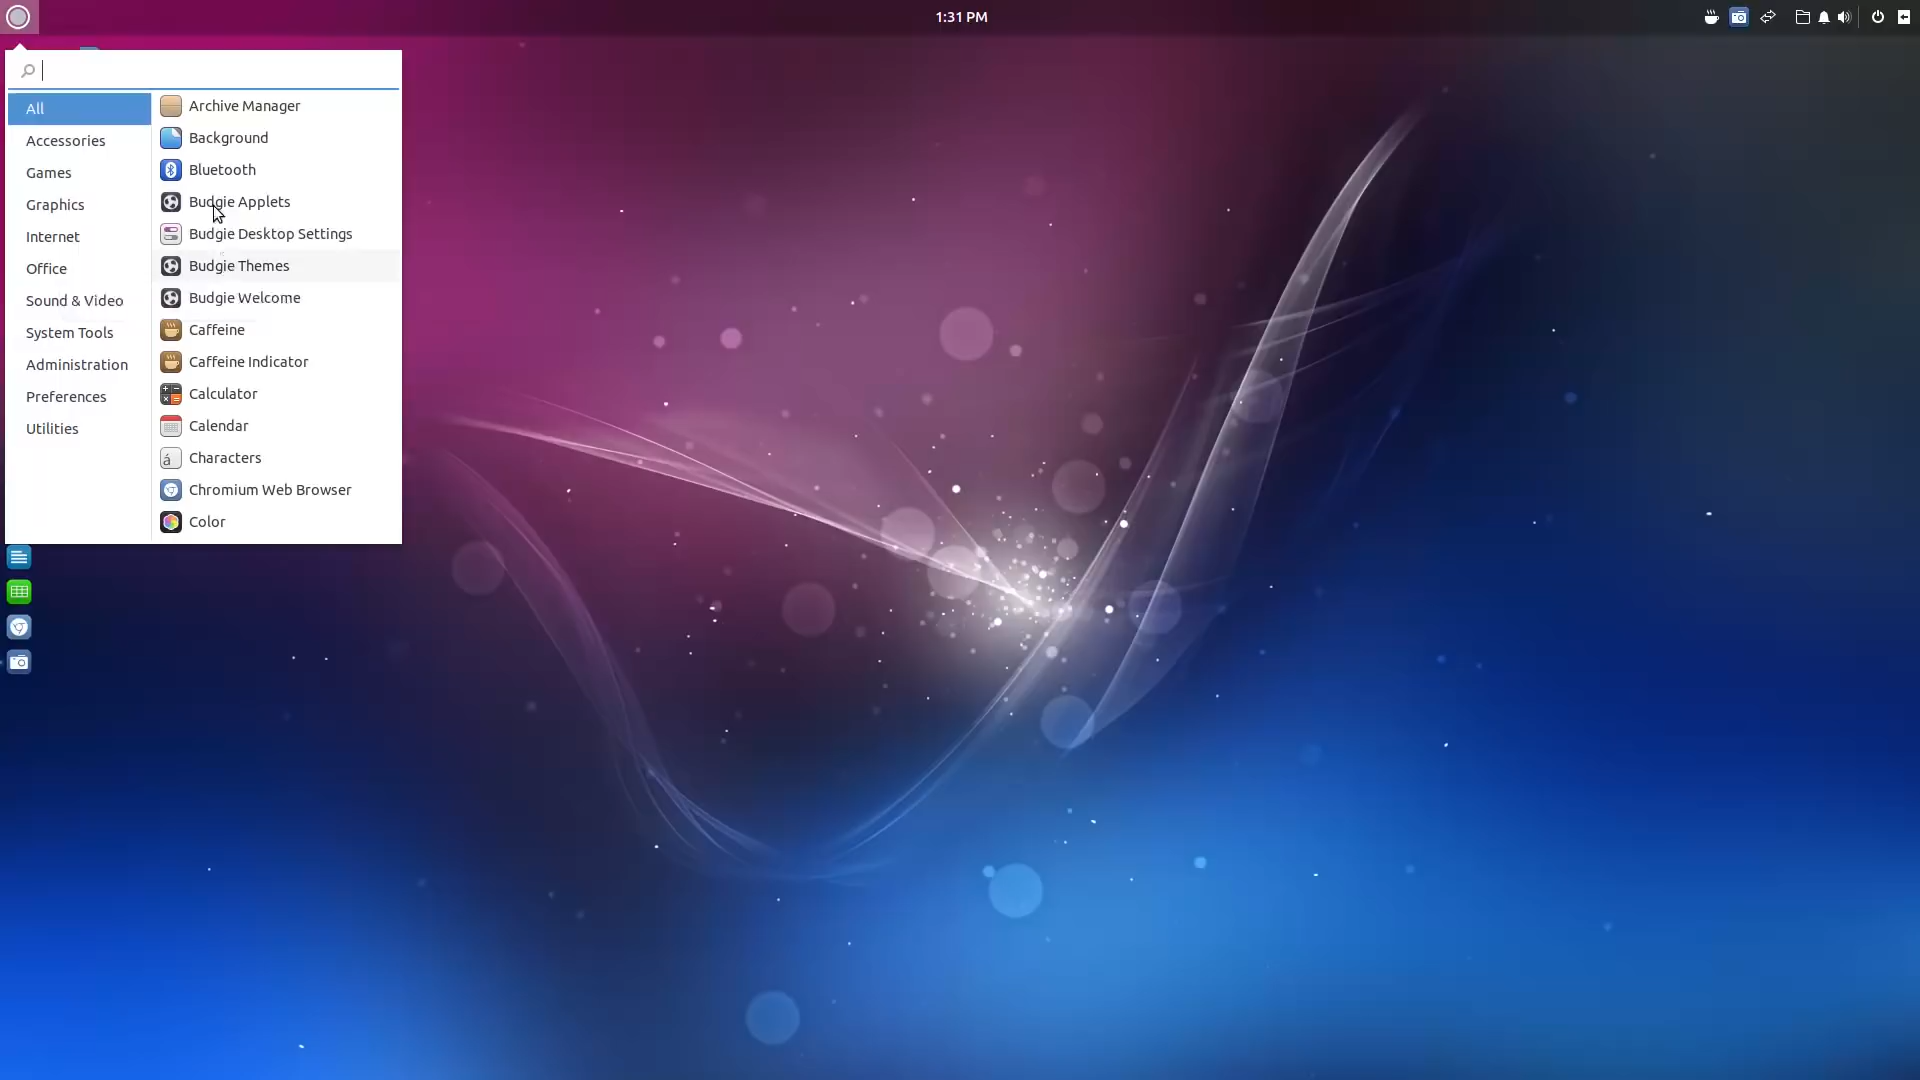 1:31 PM
All
Accessories
Games
Graphics
Internet
Office
Sound & Video
System Tools
Administration
Preferences
Utilities
Archive Manager
Background
Bluetooth
Budgie Applets
Budgie Desktop Settings
Budgie Themes
Budgie Welcome
Caffeine
Caffeine Indicator
Calculator
Calendar
Characters
Chromium Web Browser
Color